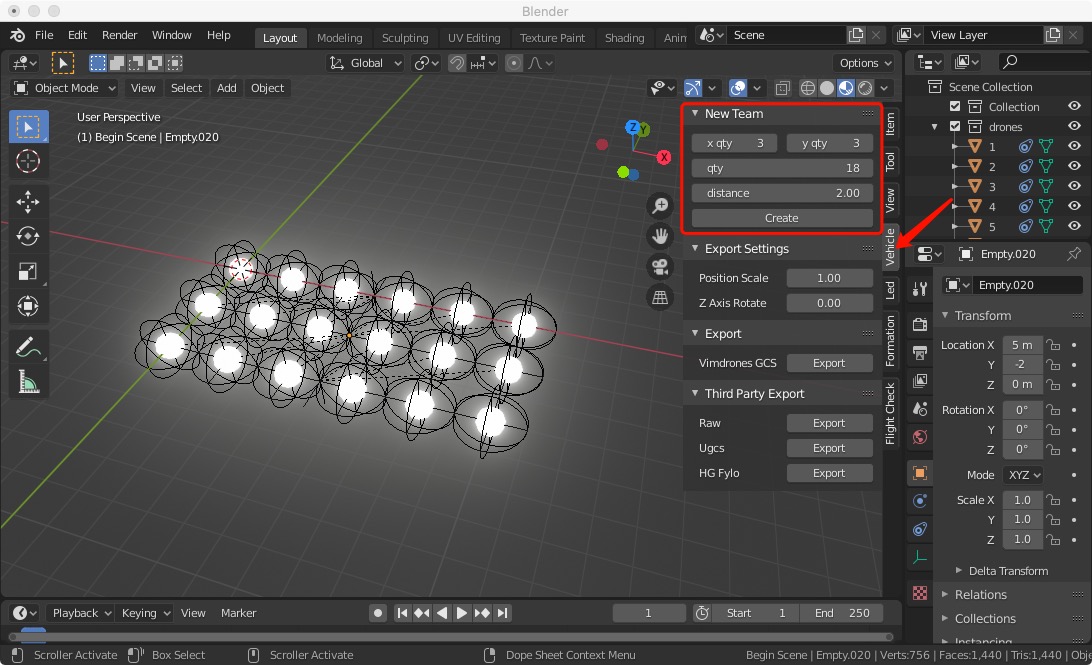 Blender
File Edit Render Window Help Layout Modeling Sculpting UV Editing Texture Paint Shading Anin Scene View Layer
Global Options
Object Mode View Select Add Object
User Perspective
(1) Begin Scene | Empty.020
Z
Y
X
New Team
x qty 3 y qty 3
qty 18
distance 2.00
Create
Export Settings
Position Scale 1.00
Z Axis Rotate 0.00
Export
Vimdrones GCS Export
Third Party Export
Raw Export
Ugcs Export
HG Fylo Export
Item
Tool
View
Vehicle
Led
Formation
Flight Check
Scene Collection
Collection
drones
1
2
3
4
5
Empty.020
Empty.020
Transform
Location X 5 m
Y -2
Z 0 m
Rotation X 0°
Y 0°
Z 0°
Mode XYZ
Scale X 1.0
Y 1.0
Z 1.0
Delta Transform
Relations
Collections
Instancing
Playback Keying View Marker 1 Start 1 End 250
Scroller Activate Box Select Scroller Activate Dope Sheet Context Menu Begin Scene | Empty.020 | Verts:756 | Faces:1,440 | Tris:1,440 | Obje